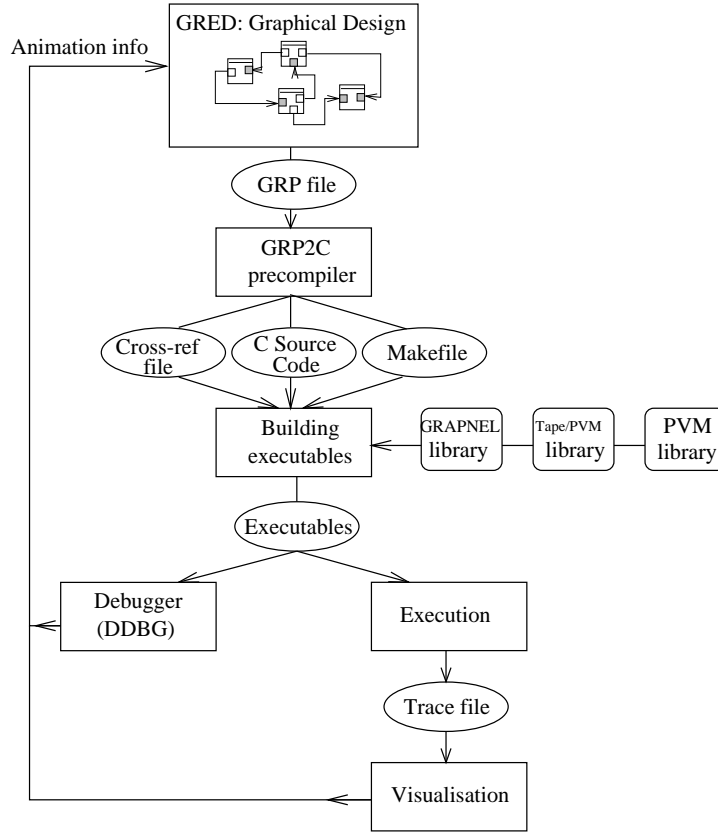 GRED: Graphical Design
Animation info
GRP file
GRP2C
precompiler
Cross-ref
file
C Source
Code
Makefile
Building
executables
GRAPNEL
library
Tape/PVM
library
PVM
library
Executables
Debugger
(DDBG)
Execution
Trace file
Visualisation